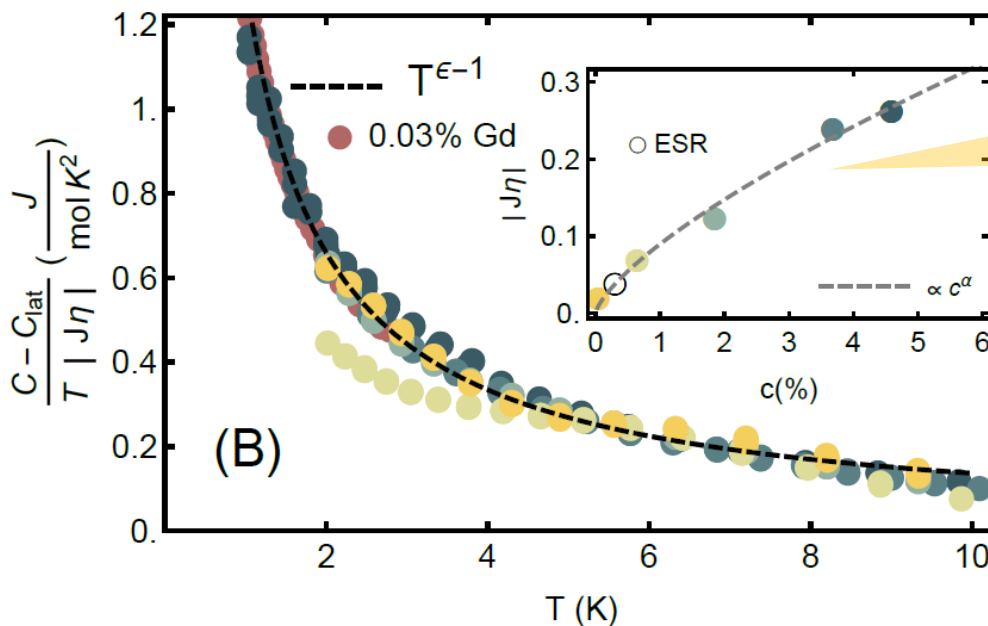 1.2
1.
0.8
0.6
0.4
0.2
0.
C − C_lat / T | Jη | ( J / mol K² )
T^ϵ−1
0.03% Gd
(B)
2 4 6 8 10
T (K)
0.3
0.2
0.1
0.
| Jη |
ESR
∝ c^α
0 1 2 3 4 5 6
c(%)